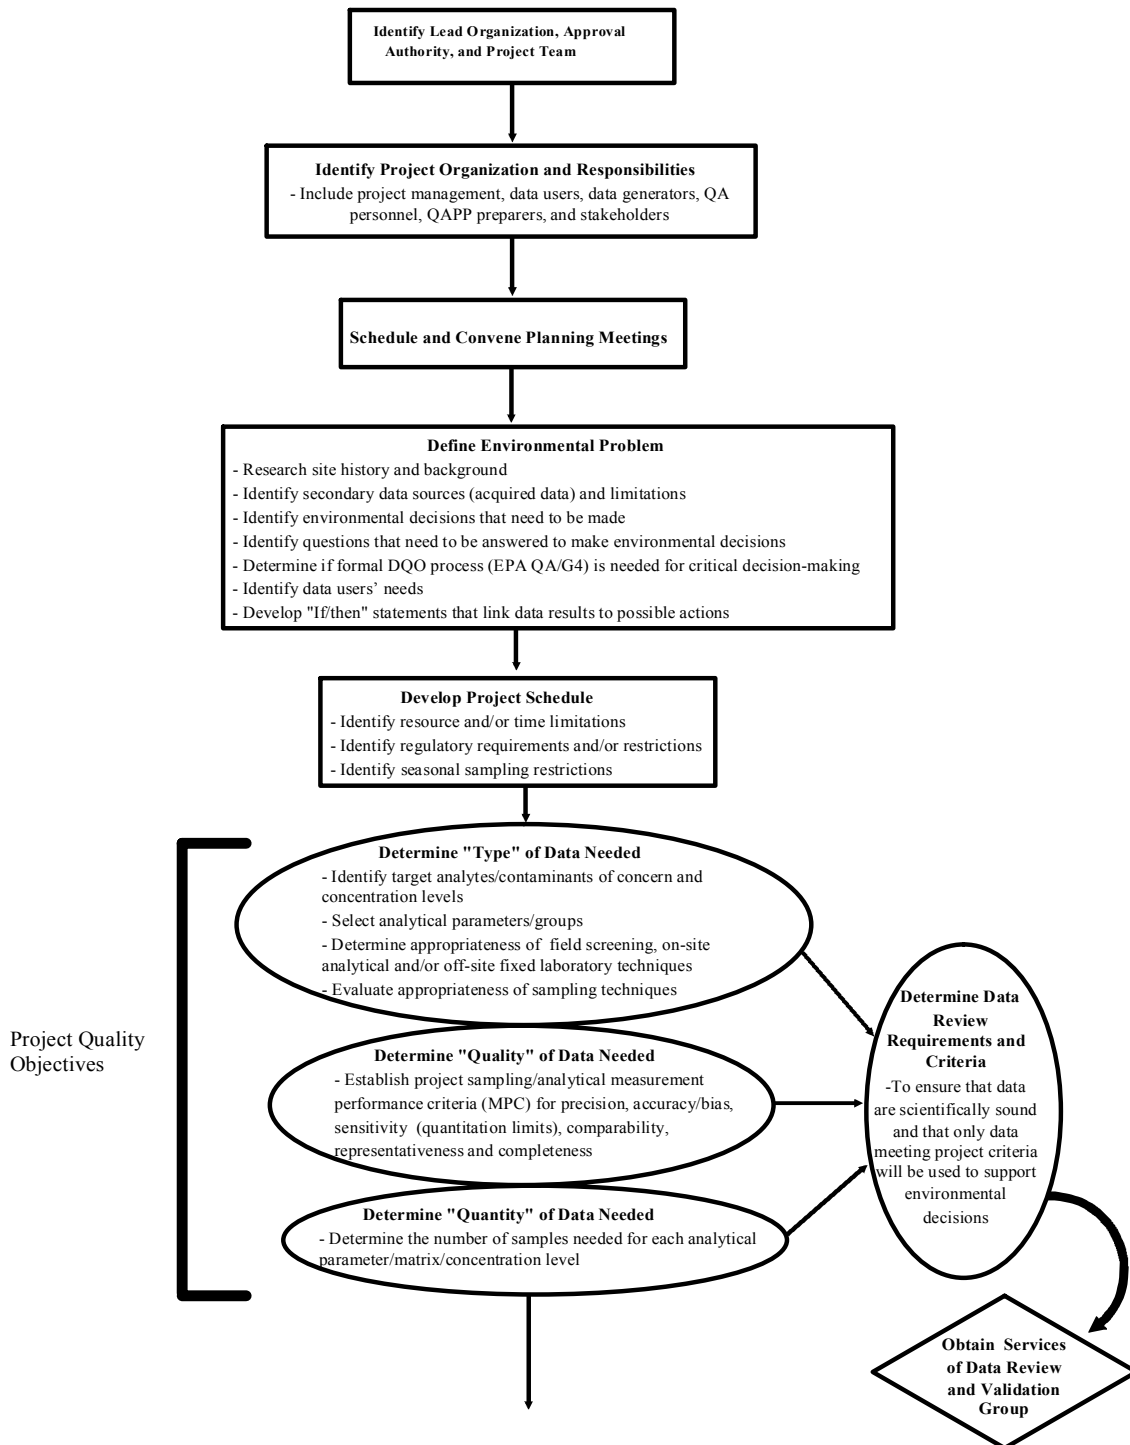 Identify Lead Organization, Approval
Authority, and Project Team
Identify Project Organization and Responsibilities
- Include project management, data users, data generators, QA
personnel, QAPP preparers, and stakeholders
Schedule and Convene Planning Meetings
Define Environmental Problem
- Research site history and background
- Identify secondary data sources (acquired data) and limitations
- Identify environmental decisions that need to be made
- Identify questions that need to be answered to make environmental decisions
- Determine if formal DQO process (EPA QA/G4) is needed for critical decision-making
- Identify data users’ needs
- Develop "If/then" statements that link data results to possible actions
Develop Project Schedule
- Identify resource and/or time limitations
- Identify regulatory requirements and/or restrictions
- Identify seasonal sampling restrictions
Project Quality
Objectives
Determine "Type" of Data Needed
- Identify target analytes/contaminants of concern and
concentration levels
- Select analytical parameters/groups
- Determine appropriateness of field screening, on-site
analytical and/or off-site fixed laboratory techniques
- Evaluate appropriateness of sampling techniques
Determine "Quality" of Data Needed
- Establish project sampling/analytical measurement
performance criteria (MPC) for precision, accuracy/bias,
sensitivity (quantitation limits), comparability,
representativeness and completeness
Determine "Quantity" of Data Needed
- Determine the number of samples needed for each analytical
parameter/matrix/concentration level
Determine Data
Review
Requirements and
Criteria
-To ensure that data
are scientifically sound
and that only data
meeting project criteria
will be used to support
environmental
decisions
Obtain Services
of Data Review
and Validation
Group